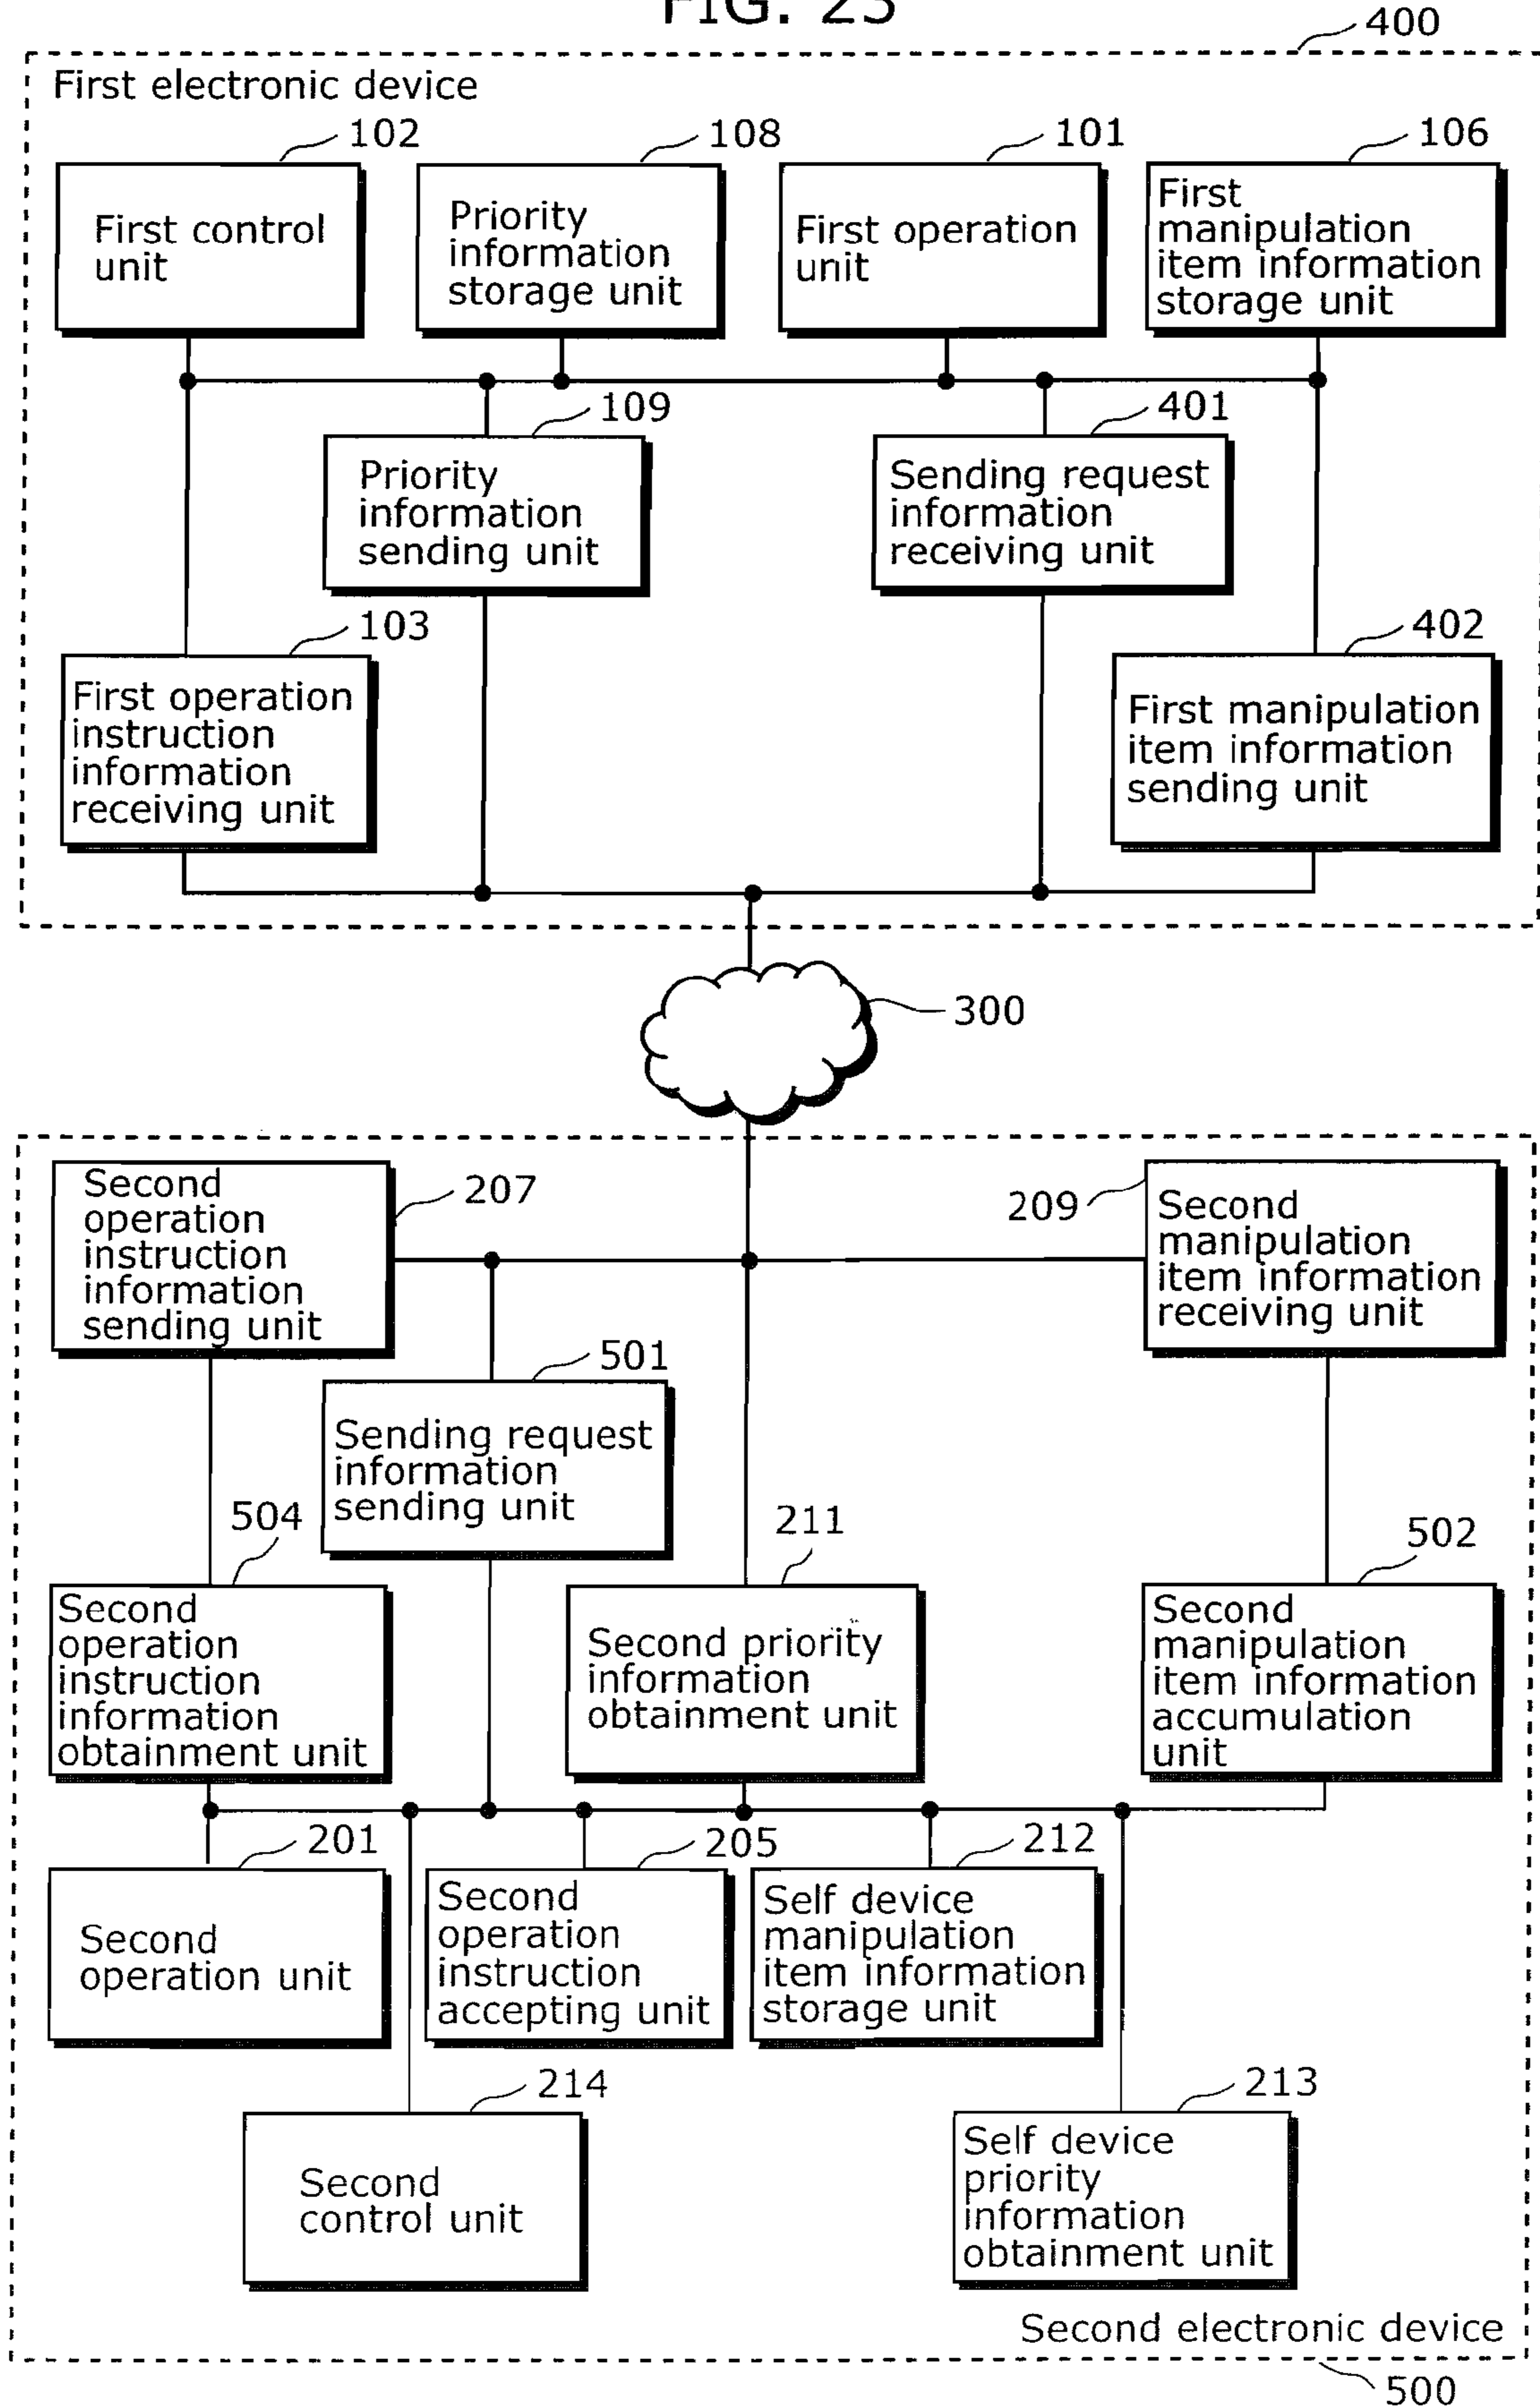 FIG. 23
400
First electronic device
102
108
101
106
First control
unit
Priority
information
storage unit
First operation
unit
First
manipulation
item information
storage unit
109
401
Priority
information
sending unit
Sending request
information
receiving unit
103
402
First operation
instruction
information
receiving unit
First manipulation
item information
sending unit
300
Second
operation
instruction
information
sending unit
207
209
Second
manipulation
item information
receiving unit
501
Sending request
information
sending unit
504
211
502
Second
operation
instruction
information
obtainment unit
Second priority
information
obtainment unit
Second
manipulation
item information
accumulation
unit
201
205
212
Second
operation unit
Second
operation
instruction
accepting unit
Self device
manipulation
item information
storage unit
214
213
Second
control unit
Self device
priority
information
obtainment unit
Second electronic device
500